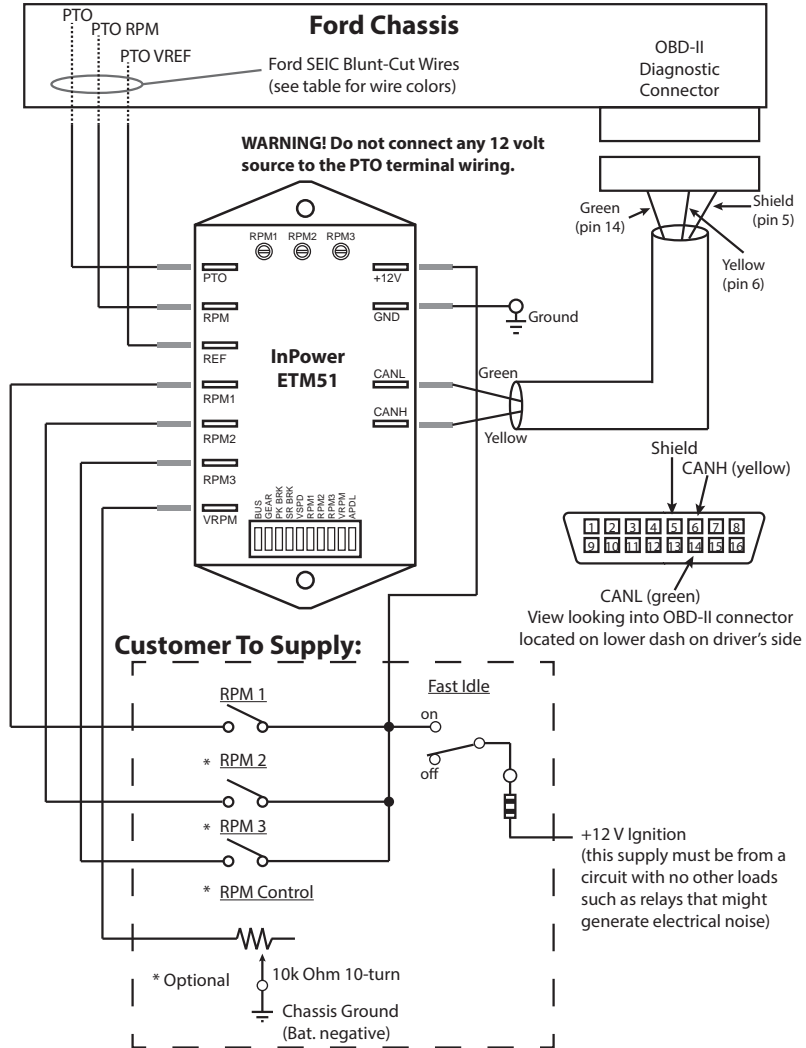 Ford Chassis
PTO
PTO RPM
PTO VREF
Ford SEIC Blunt-Cut Wires
(see table for wire colors)
OBD-II
Diagnostic
Connector
WARNING! Do not connect any 12 volt
source to the PTO terminal wiring.
Green
(pin 14)
Shield
(pin 5)
Yellow
(pin 6)
RPM1 RPM2 RPM3
PTO
RPM
REF
RPM1
RPM2
RPM3
VRPM
+12V
GND
CANL
CANH
InPower
ETM51
BUS
GEAR
PK BRK
SR BRK
VSPD
RPM1
RPM2
RPM3
VRPM
APDL
Ground
Green
Yellow
Shield
CANH (yellow)
1 2 3 4 5 6 7 8
9 10 11 12 13 14 15 16
CANL (green)
View looking into OBD-II connector
located on lower dash on driver's side
Customer To Supply:
RPM 1
* RPM 2
* RPM 3
* RPM Control
Fast Idle
on
off
+12 V Ignition
(this supply must be from a
circuit with no other loads
such as relays that might
generate electrical noise)
* Optional
10k Ohm 10-turn
Chassis Ground
(Bat. negative)